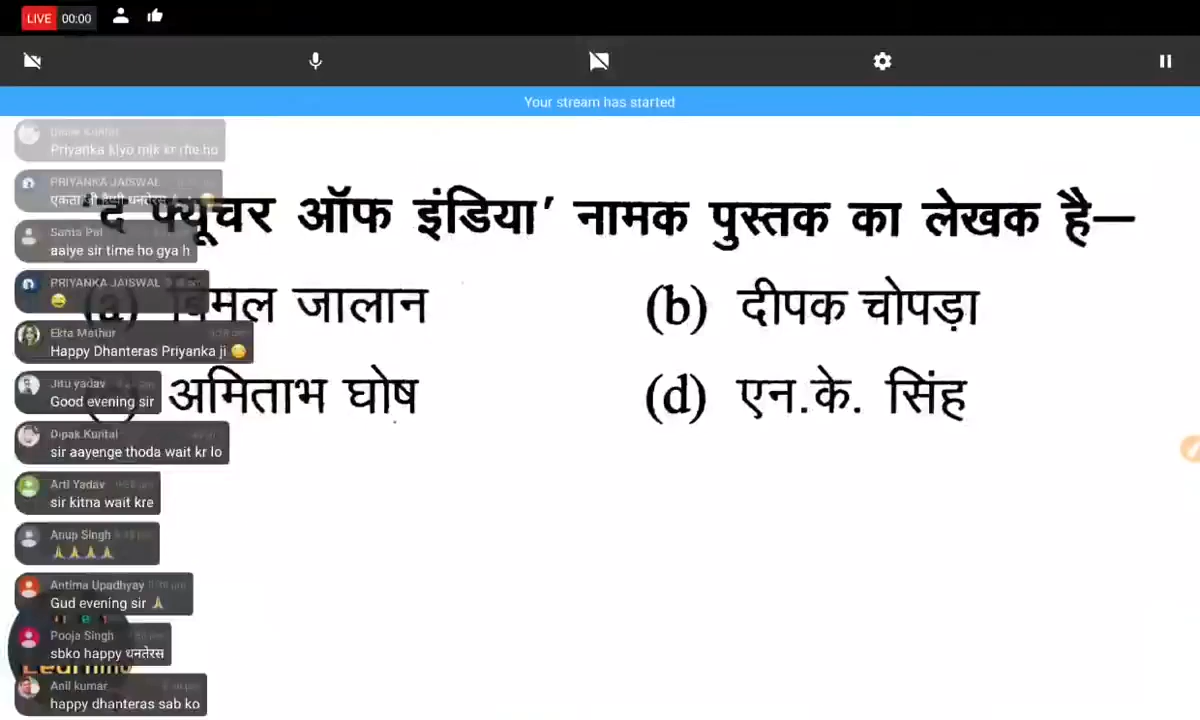 LIVE 00:00
Your stream has started
Priyanka kiyo mjk kr rhe ho
PRIYANKA JAISWAL
'द फ्यूचर ऑफ इंडिया' नामक पुस्तक का लेखक है—
Santa Pal
aaiye sir time ho gya h
PRIYANKA JAISWAL
(a) विमल जालान (b) दीपक चोपड़ा
Ekta Mathur
Happy Dhanteras Priyanka ji
Jitu yadav
Good evening sir
अमिताभ घोष (d) एन.के. सिंह
Dipak Kuntal
sir aayenge thoda wait kr lo
Arti Yadav
sir kitna wait kre
Anup Singh
🙏🙏🙏🙏
Antima Upadhyay
Gud evening sir 🙏
Pooja Singh
sbko happy धनतेरस
Learning
Anil kumar
happy dhanteras sab ko